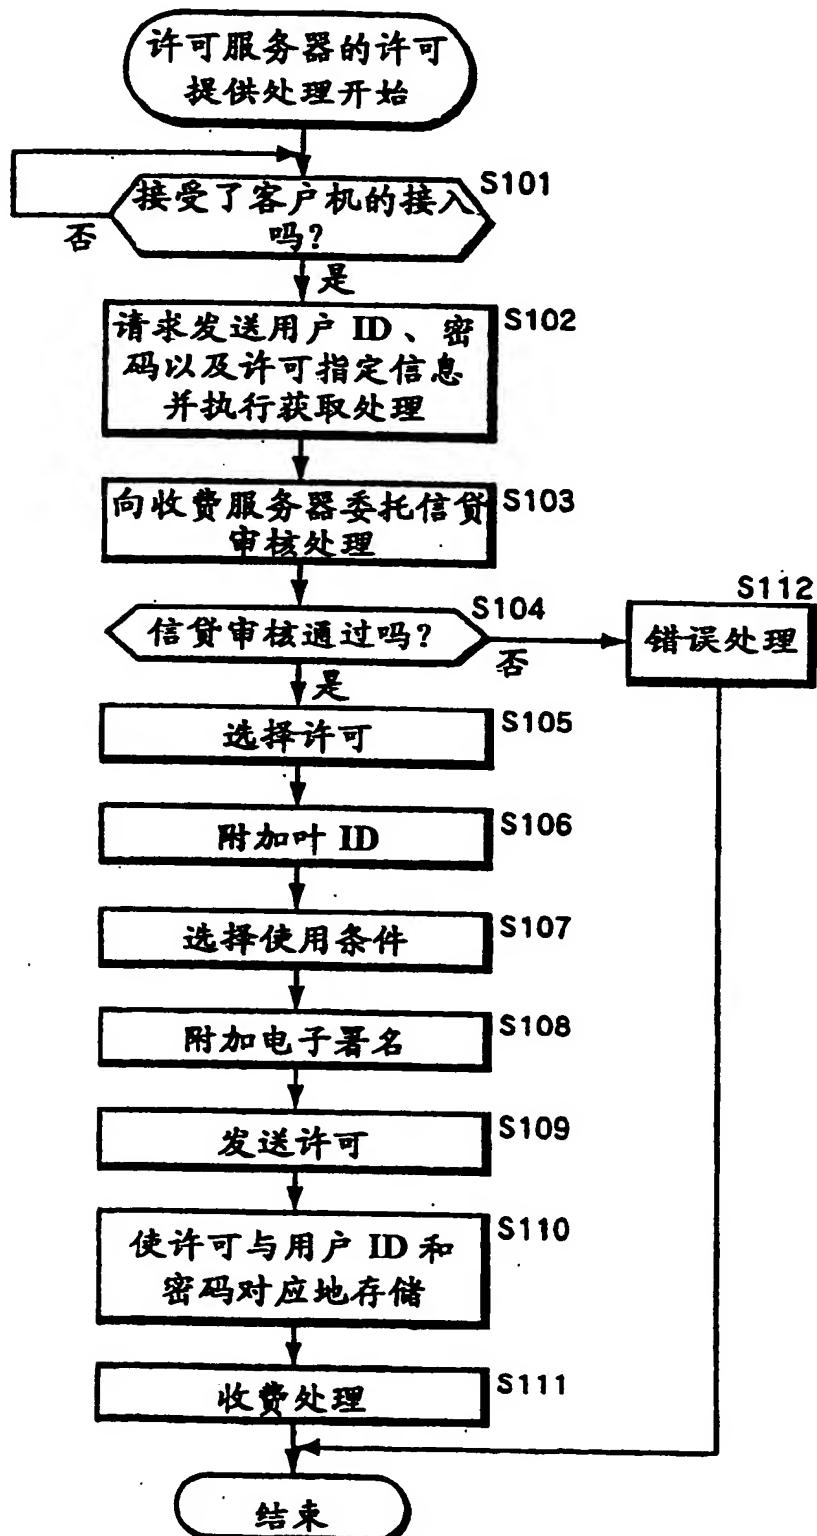 许可服务器的许可
提供处理开始
接受了客户机的接入
吗？
S101
否
是
请求发送用户 ID、密
码以及许可指定信息
并执行获取处理
S102
向收费服务器委托信贷
审核处理
S103
信贷审核通过吗？
S104
否
S112
错误处理
是
选择许可
S105
附加叶 ID
S106
选择使用条件
S107
附加电子署名
S108
发送许可
S109
使许可与用户 ID 和
密码对应地存储
S110
收费处理
S111
结束